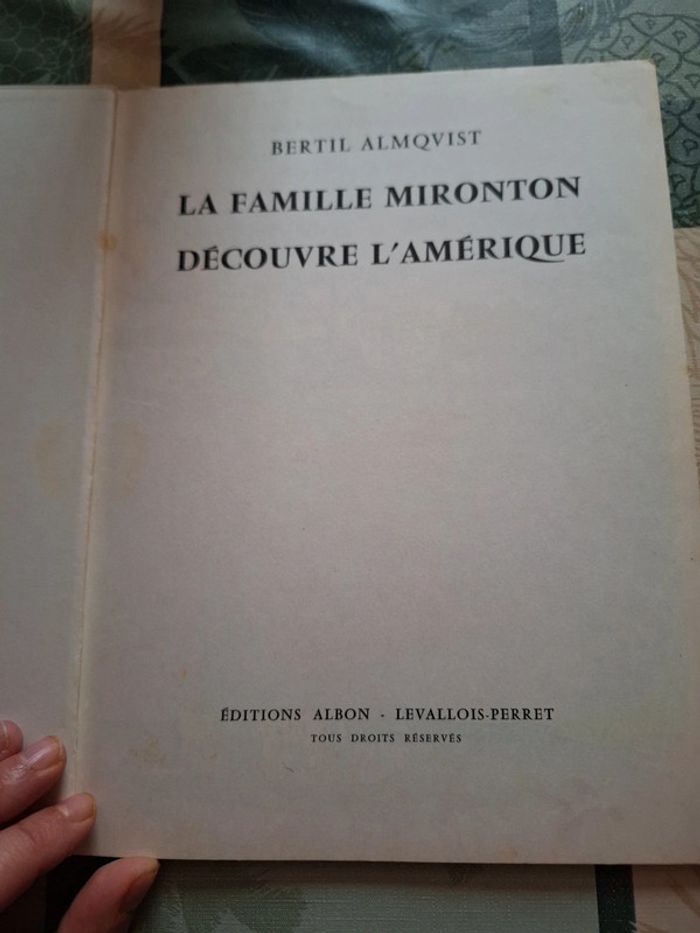 BERTIL ALMQVIST
LA FAMILLE MIRONTON
DÉCOUVRE L'AMÉRIQUE
ÉDITIONS ALBON - LEVALLOIS-PERRET
TOUS DROITS RÉSERVÉS